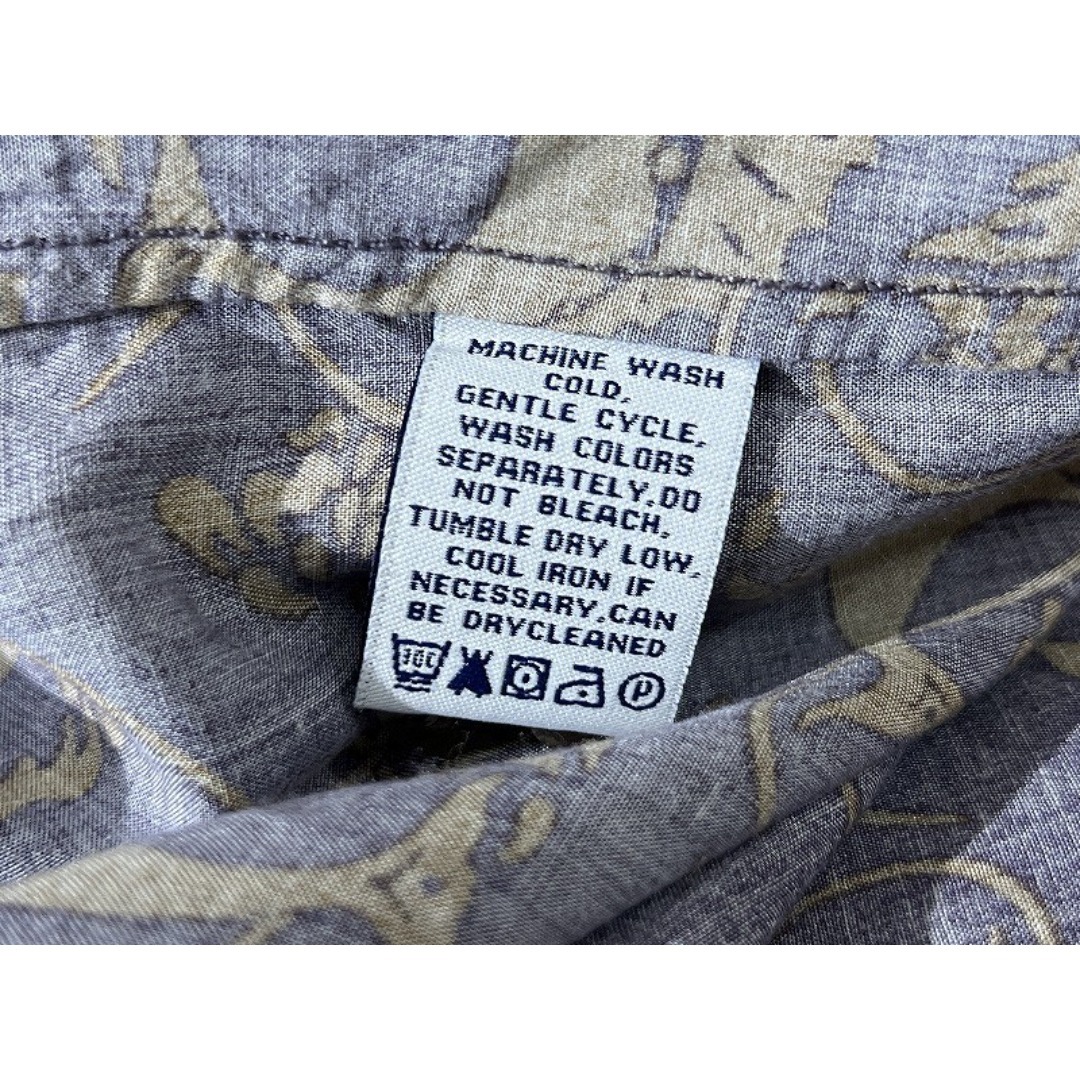 MACHINE WASH
COLD,
GENTLE CYCLE,
WASH COLORS
SEPARATELY.DO
NOT BLEACH,
TUMBLE DRY LOW,
COOL IRON IF
NECESSARY.CAN
BE DRYCLEANED
30C P